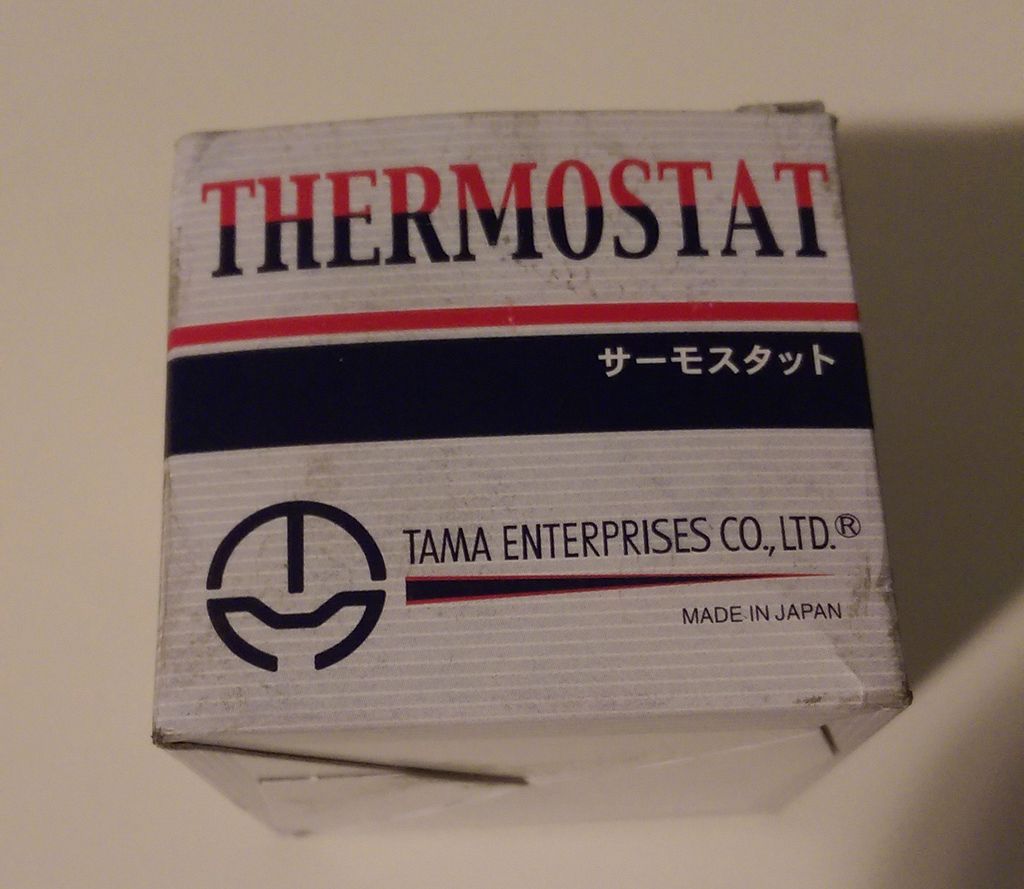 THERMOSTAT
サーモスタット
TAMA ENTERPRISES CO., LTD.®
MADE IN JAPAN